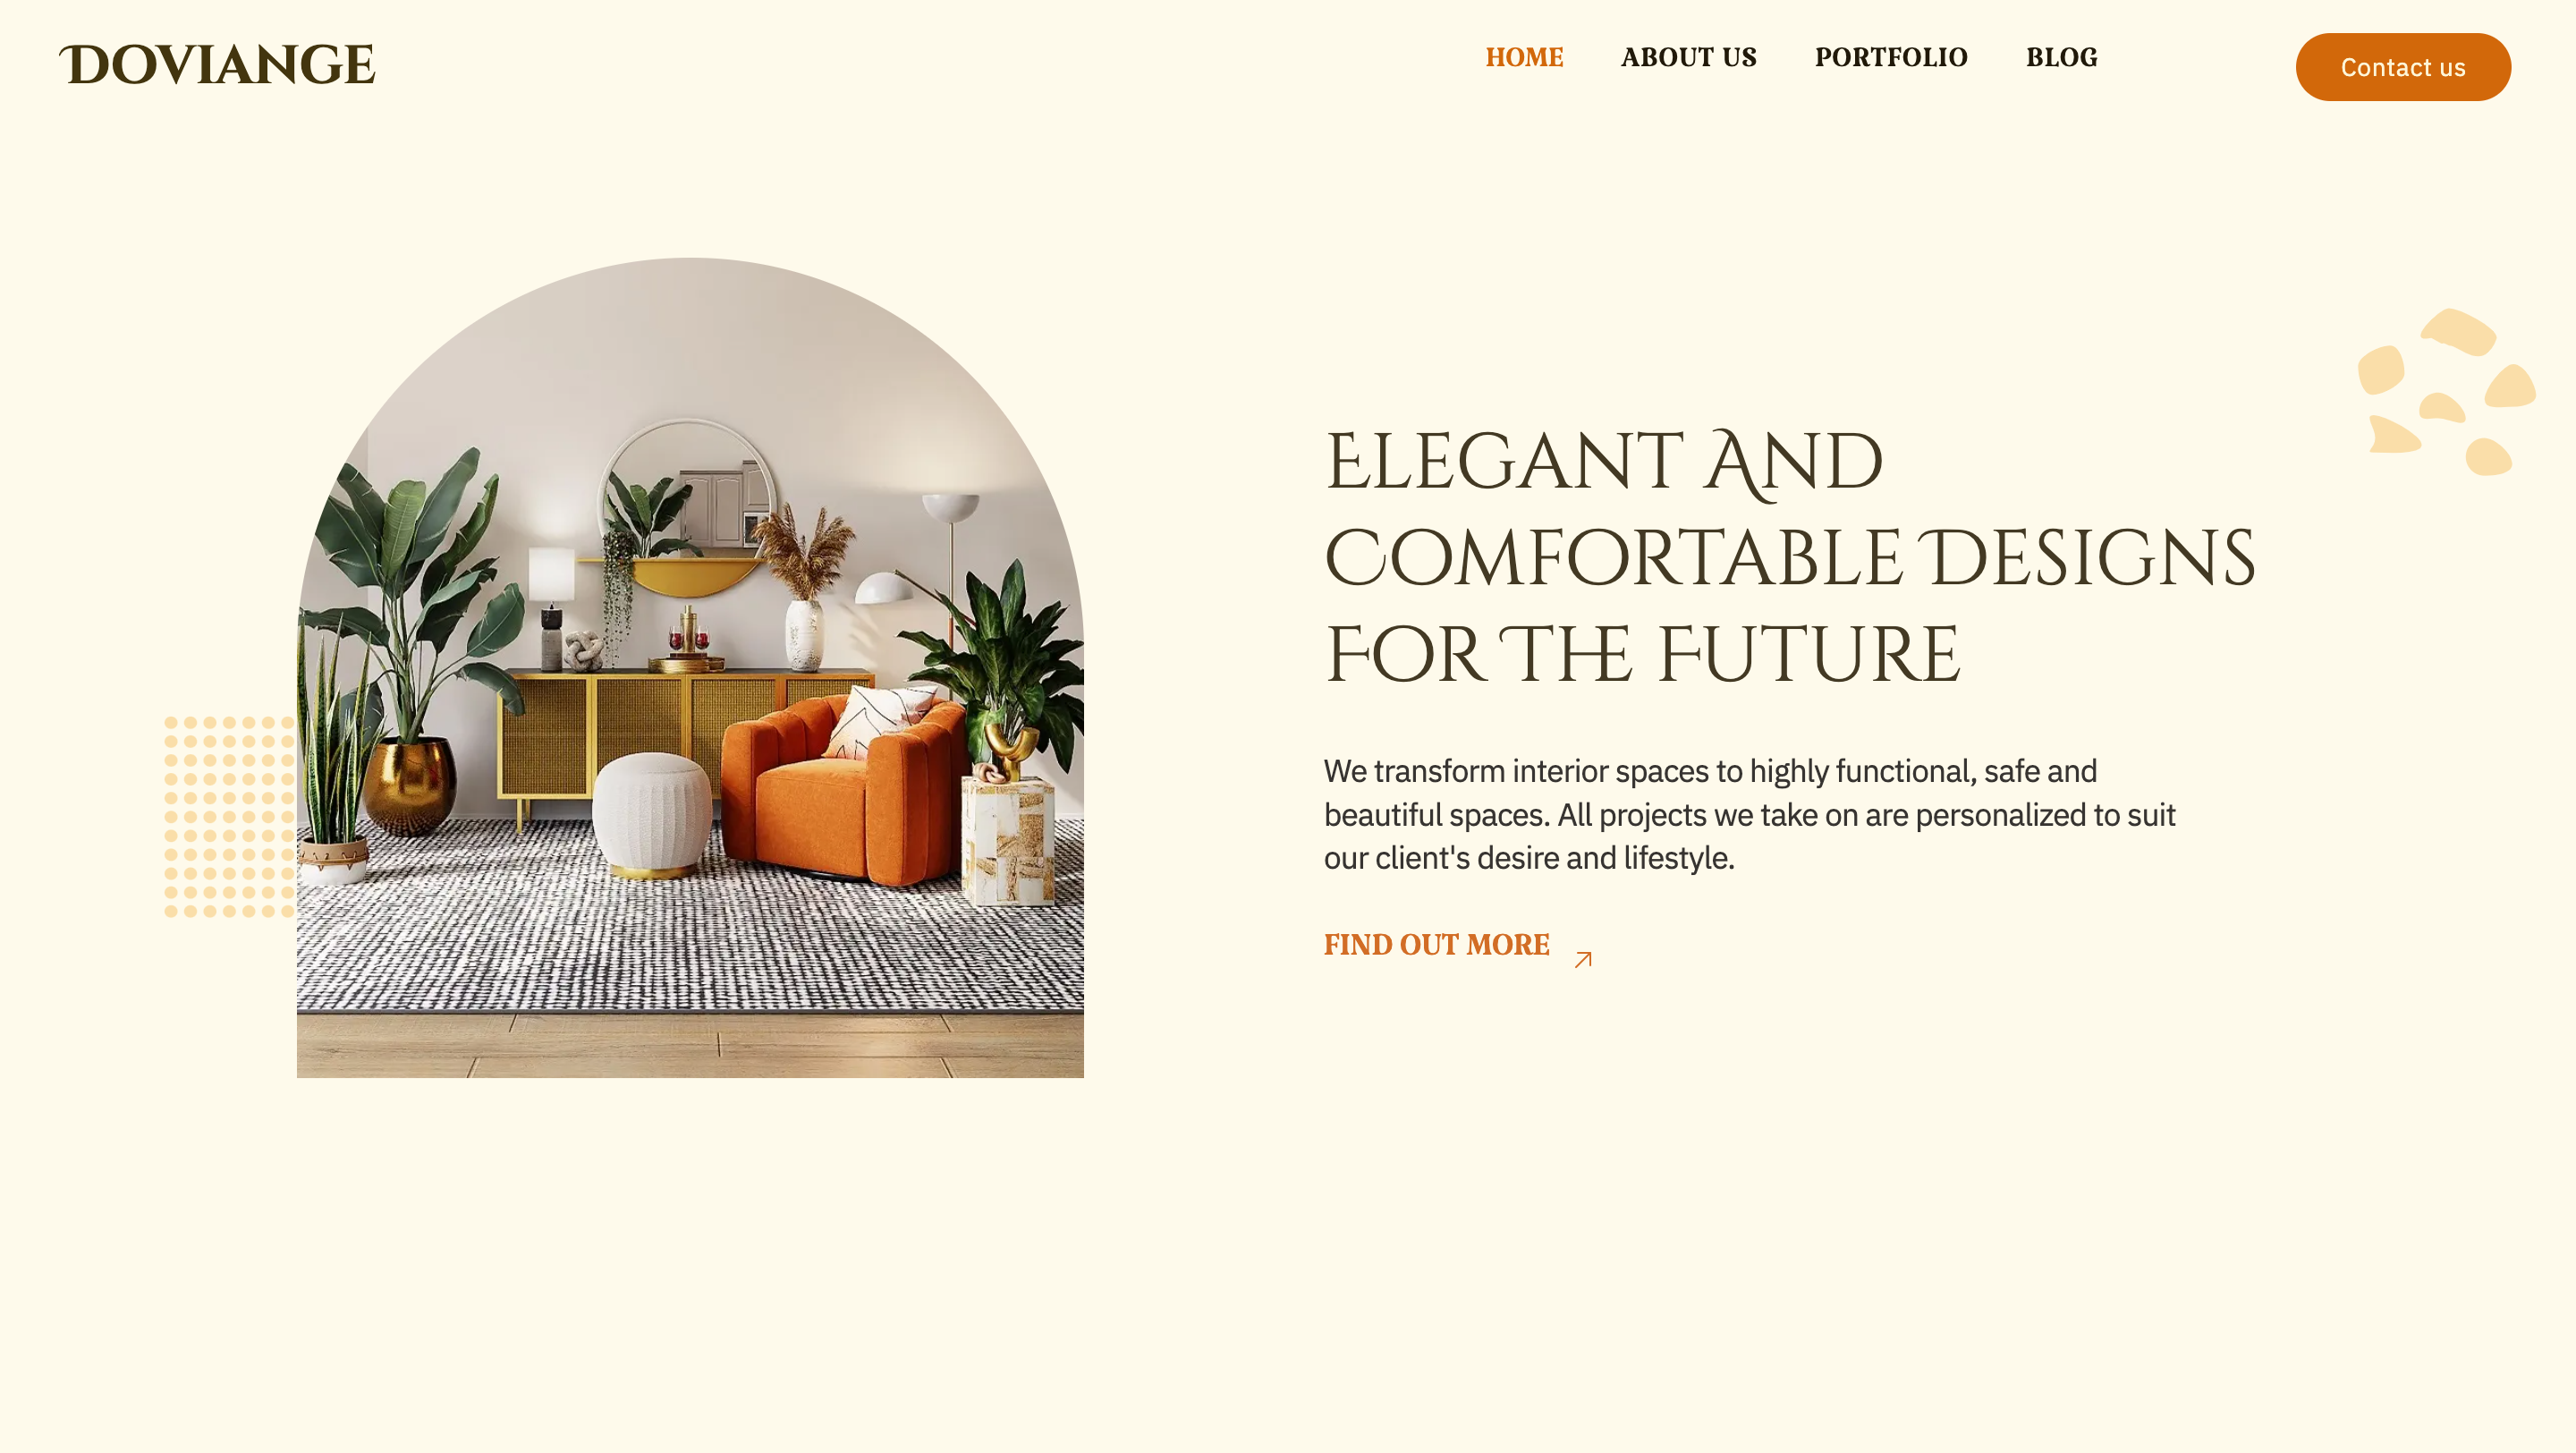 DOVIANGE
HOME ABOUT US PORTFOLIO BLOG Contact us
ELEGANT AND
COMFORTABLE DESIGNS
FOR THE FUTURE
We transform interior spaces to highly functional, safe and
beautiful spaces. All projects we take on are personalized to suit
our client's desire and lifestyle.
FIND OUT MORE